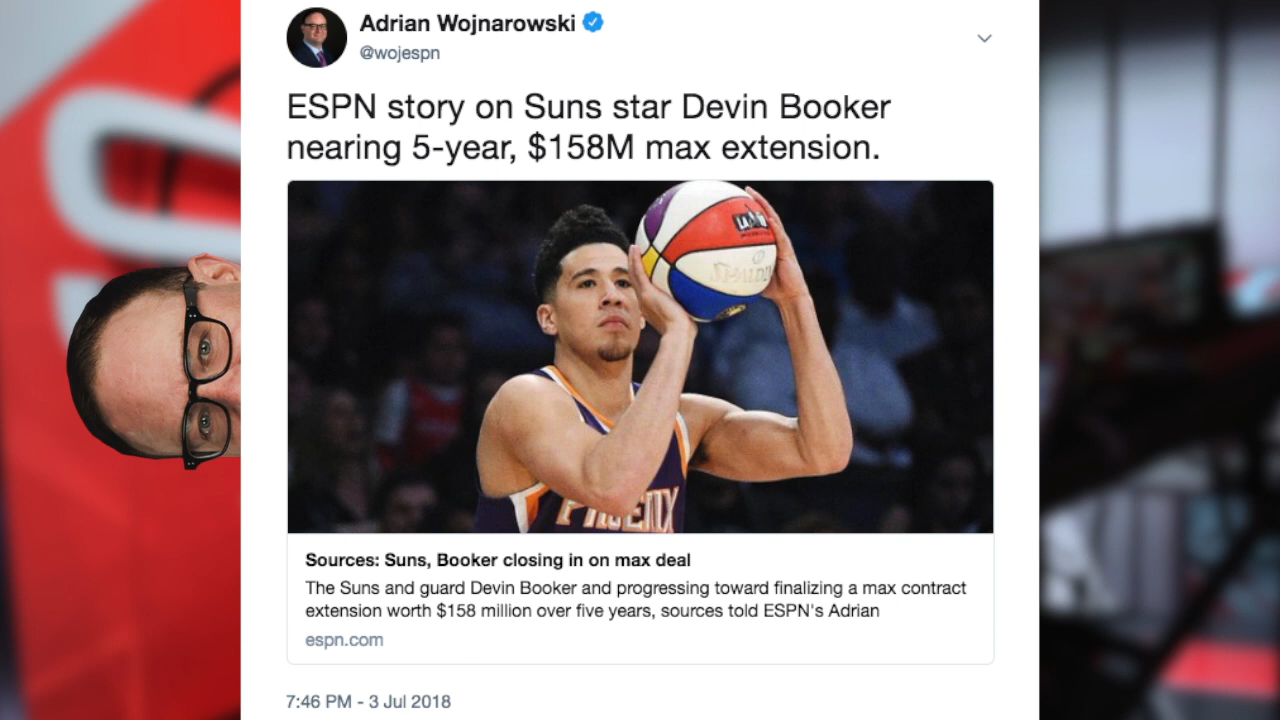 Adrian Wojnarowski
@wojespn
ESPN story on Suns star Devin Booker
nearing 5-year, $158M max extension.
SPALDING
PHOENIX
Sources: Suns, Booker closing in on max deal
The Suns and guard Devin Booker and progressing toward finalizing a max contract
extension worth $158 million over five years, sources told ESPN's Adrian
espn.com
7:46 PM - 3 Jul 2018